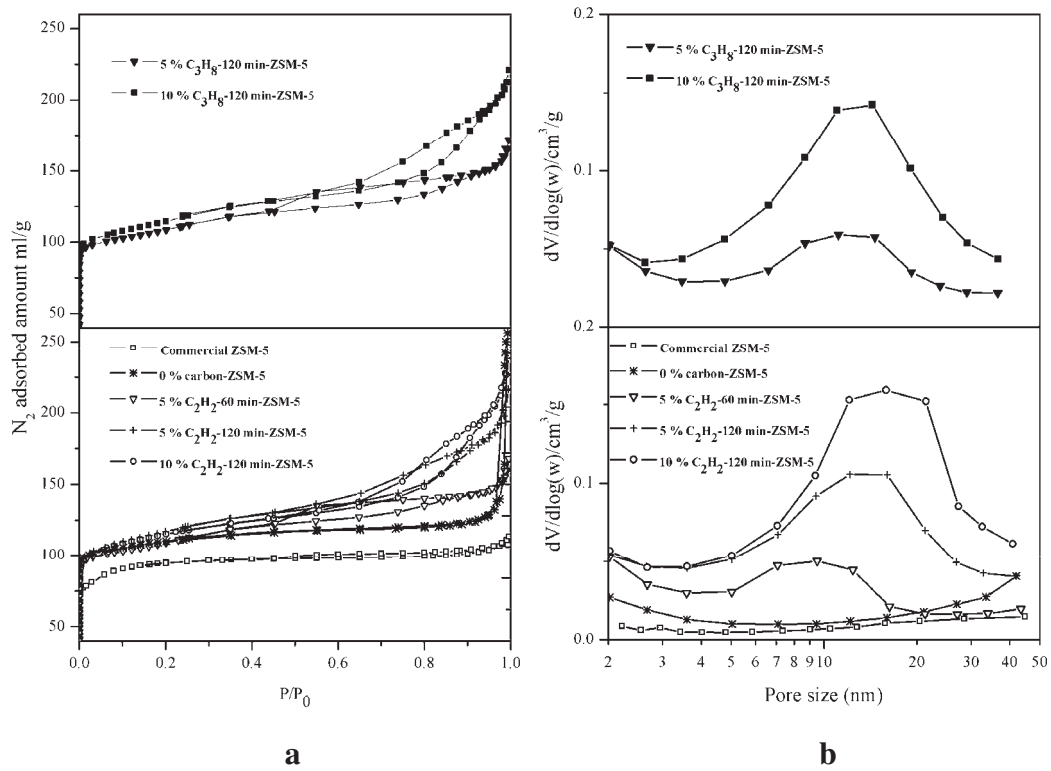 5 % C3H8-120 min-ZSM-5
10 % C3H8-120 min-ZSM-5
250
200
150
100
50
Commercial ZSM-5
0 % carbon-ZSM-5
5 % C2H2-60 min-ZSM-5
5 % C2H2-120 min-ZSM-5
10 % C2H2-120 min-ZSM-5
250
200
150
100
50
0.0 0.2 0.4 0.6 0.8 1.0
N2 adsorbed amount ml/g
P/P0
a
5 % C3H8-120 min-ZSM-5
10 % C3H8-120 min-ZSM-5
0.2
0.1
dV/dlog(w)/cm3/g
Commercial ZSM-5
0 % carbon-ZSM-5
5 % C2H2-60 min-ZSM-5
5 % C2H2-120 min-ZSM-5
10 % C2H2-120 min-ZSM-5
0.2
0.1
0.0
dV/dlog(w)/cm3/g
2 3 4 5 6 7 8 9 10 20 30 40 50
Pore size (nm)
b